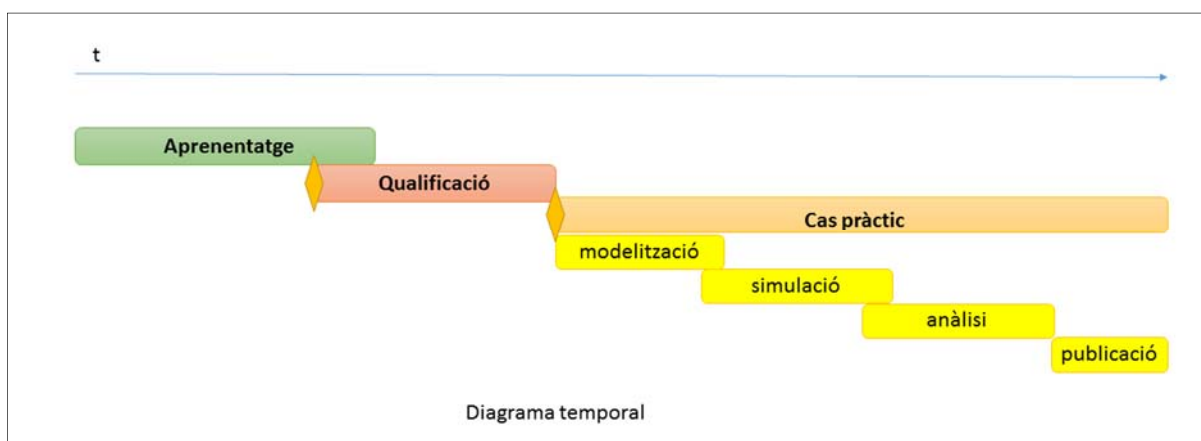 t
Aprenentatge
Qualificació
Cas pràctic
modelització
simulació
anàlisi
publicació
Diagrama temporal